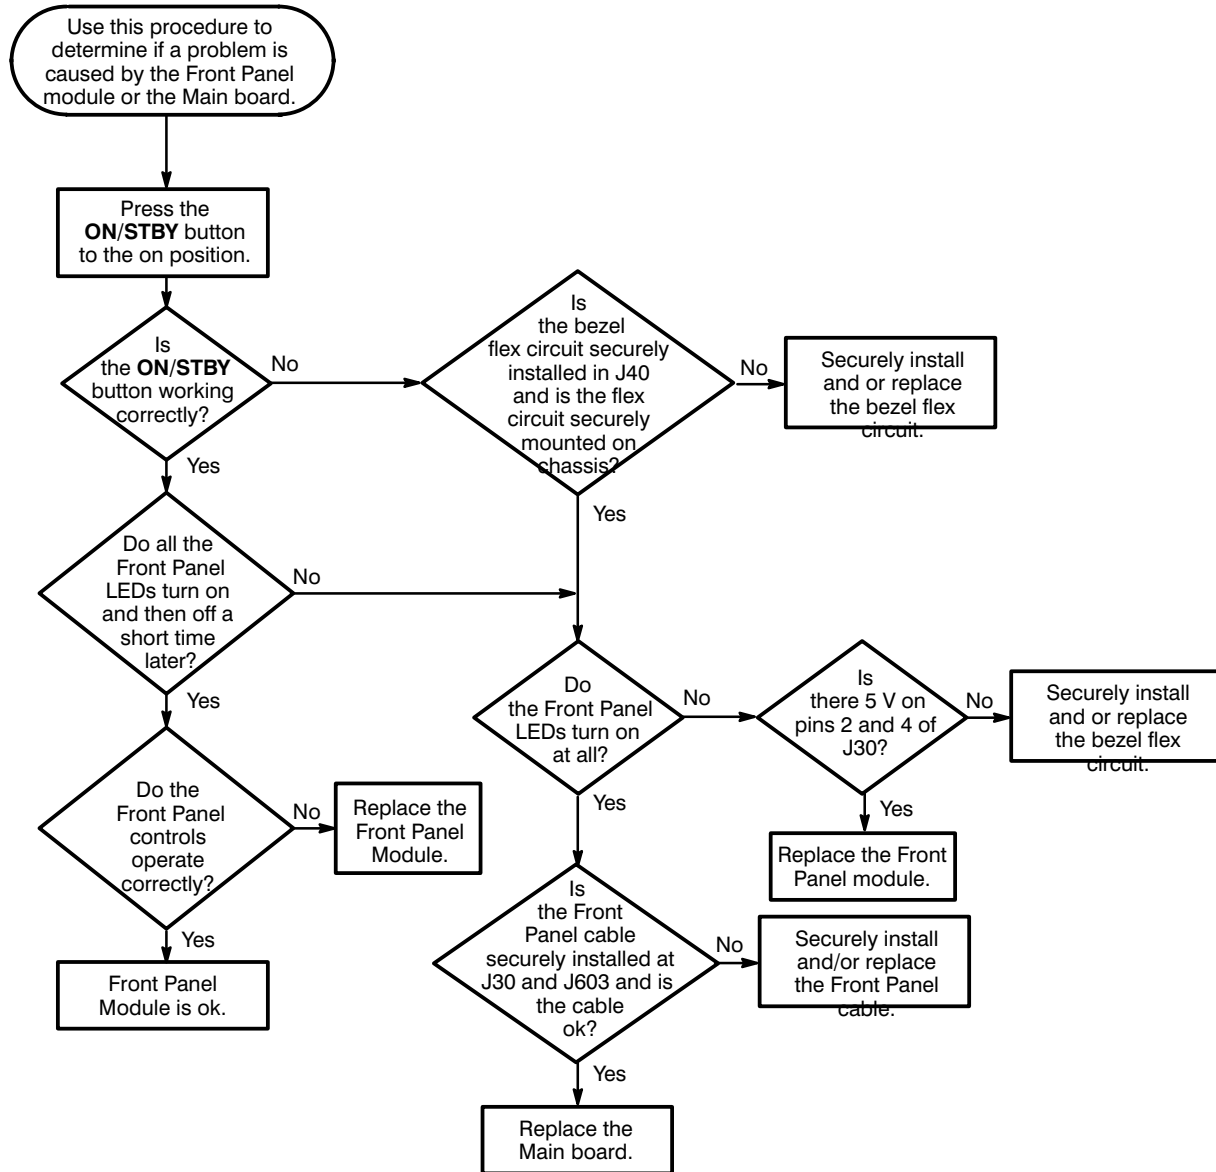 Use this procedure to
determine if a problem is
caused by the Front Panel
module or the Main board.
Press the
ON/STBY button
to the on position.
Is
the ON/STBY
button working
correctly?
No
Is
the bezel
flex circuit securely
installed in J40
and is the flex
circuit securely
mounted on
chassis?
No
Securely install
and or replace
the bezel flex
circuit.
Yes
Yes
Do all the
Front Panel
LEDs turn on
and then off a
short time
later?
No
Yes
Do
the Front Panel
LEDs turn on
at all?
No
Is
there 5 V on
pins 2 and 4 of
J30?
No
Securely install
and or replace
the bezel flex
circuit.
Yes
Yes
Do the
Front Panel
controls
operate
correctly?
No
Replace the
Front Panel
Module.
Replace the Front
Panel module.
Yes
Front Panel
Module is ok.
Is
the Front
Panel cable
securely installed at
J30 and J603 and is
the cable
ok?
No
Securely install
and/or replace
the Front Panel
cable.
Yes
Replace the
Main board.